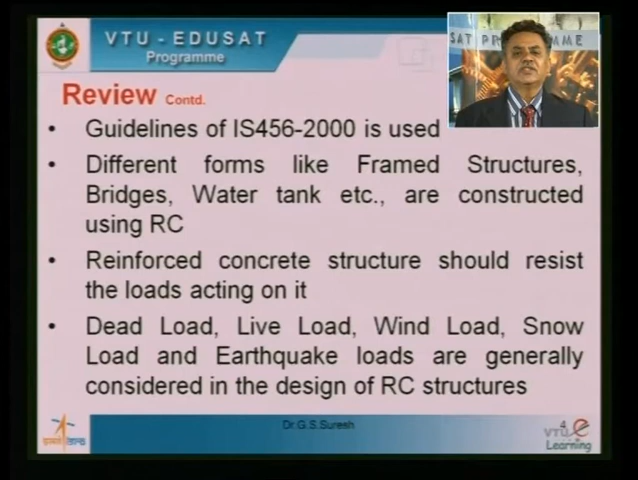 VTU - EDUSAT
Programme
SAT PR MME
Review Contd.
• Guidelines of IS456-2000 is used
• Different forms like Framed Structures,
Bridges, Water tank etc., are constructed
using RC
• Reinforced concrete structure should resist
the loads acting on it
• Dead Load, Live Load, Wind Load, Snow
Load and Earthquake loads are generally
considered in the design of RC structures
Dr.G.S.Suresh
4
VTU e
Learning